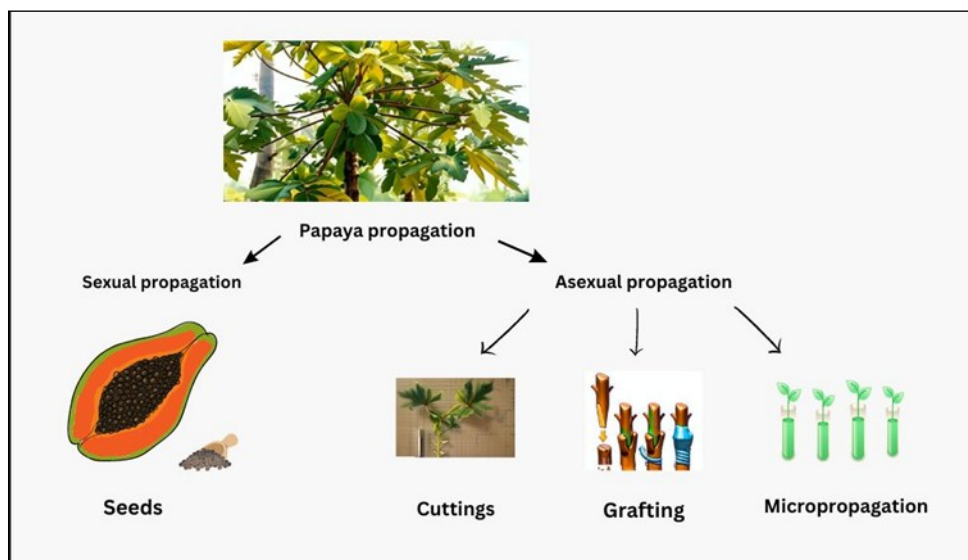 Papaya propagation
Sexual propagation
Asexual propagation
Seeds
Cuttings
Grafting
Micropropagation